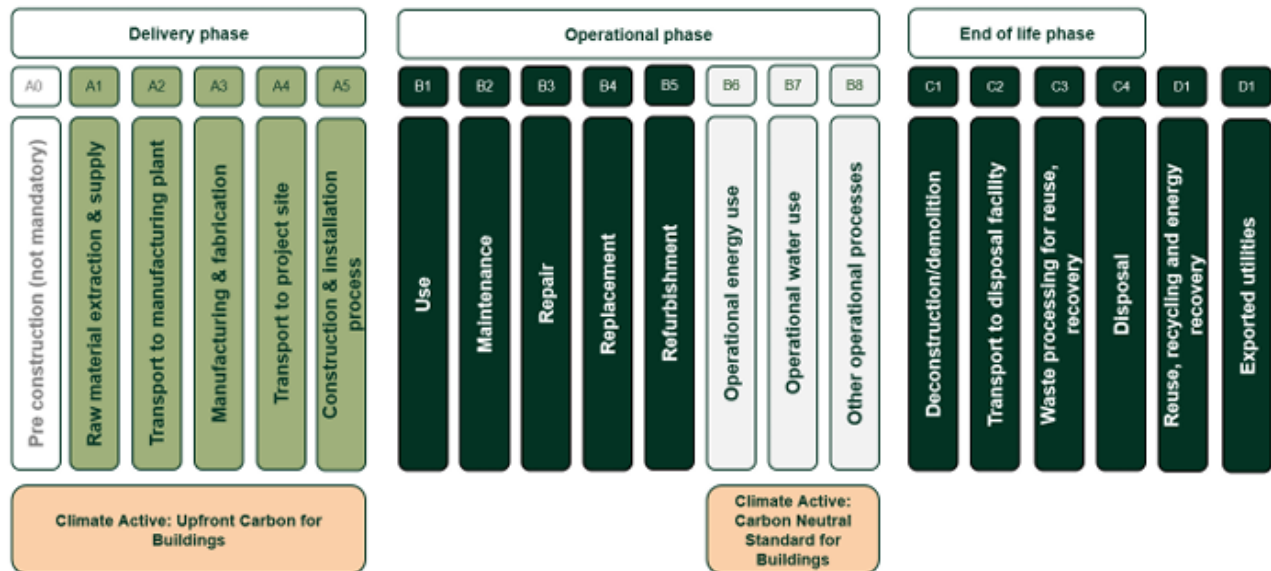 Delivery phase
Operational phase
End of life phase
A0
A1
A2
A3
A4
A5
B1
B2
B3
B4
B5
B6
B7
B8
C1
C2
C3
C4
D1
D1
Pre construction (not mandatory)
Raw material extraction & supply
Transport to manufacturing plant
Manufacturing & fabrication
Transport to project site
Construction & installation
process
Use
Maintenance
Repair
Replacement
Refurbishment
Operational energy use
Operational water use
Other operational processes
Deconstruction/demolition
Transport to disposal facility
Waste processing for reuse,
recovery
Disposal
Reuse, recycling and energy
recovery
Exported utilities
Climate Active: Upfront Carbon for
Buildings
Climate Active:
Carbon Neutral
Standard for
Buildings